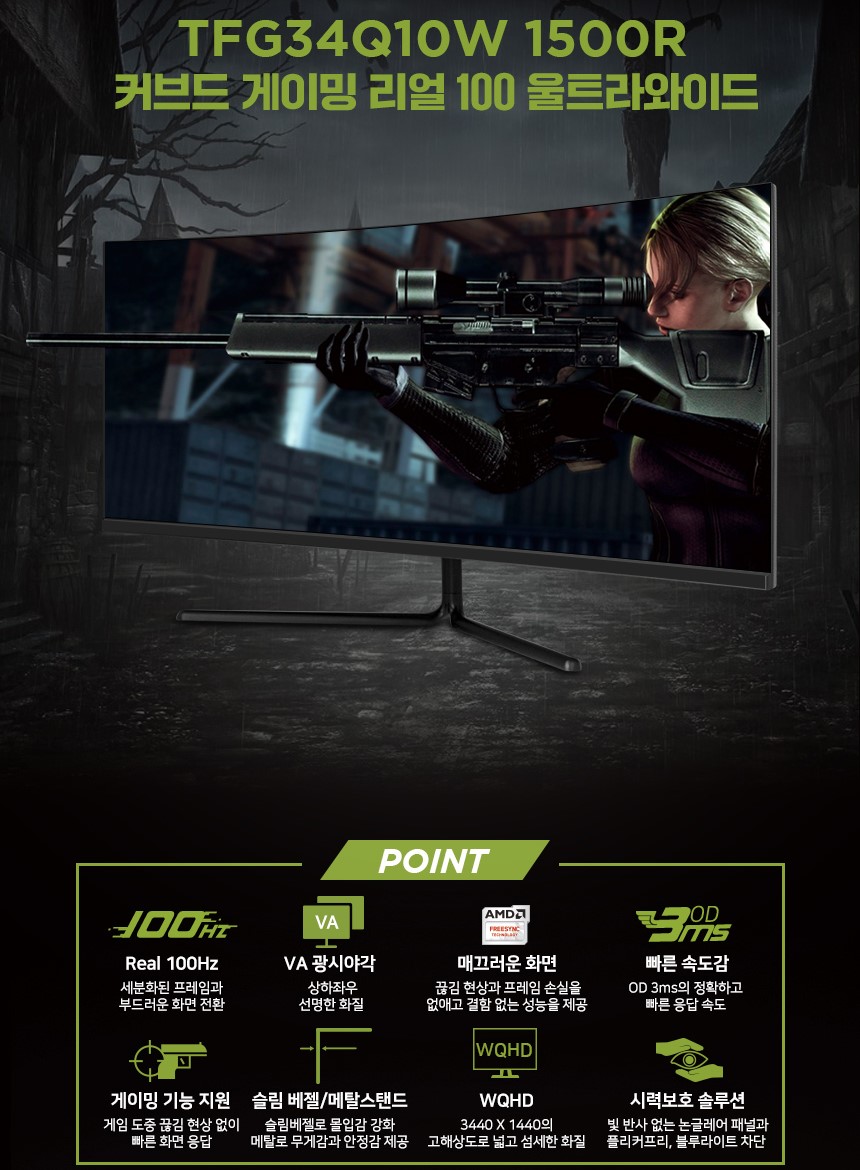 TFG34Q10W 1500R
커브드 게이밍 리얼 100 울트라와이드
POINT
100HZ
Real 100Hz
세분화된 프레임과
부드러운 화면 전환
VA
VA 광시야각
상하좌우
선명한 화질
AMD
FREESYNC
TECHNOLOGY
매끄러운 화면
끊김 현상과 프레임 손실을
없애고 결함 없는 성능을 제공
OD
3ms
빠른 속도감
OD 3ms의 정확하고
빠른 응답 속도
게이밍 기능 지원
게임 도중 끊김 현상 없이
빠른 화면 응답
슬림 베젤/메탈스탠드
슬림베젤로 몰입감 강화
메탈로 무게감과 안정감 제공
WQHD
WQHD
3440 X 1440의
고해상도로 넓고 섬세한 화질
시력보호 솔루션
빛 반사 없는 논글레어 패널과
플리커프리, 블루라이트 차단